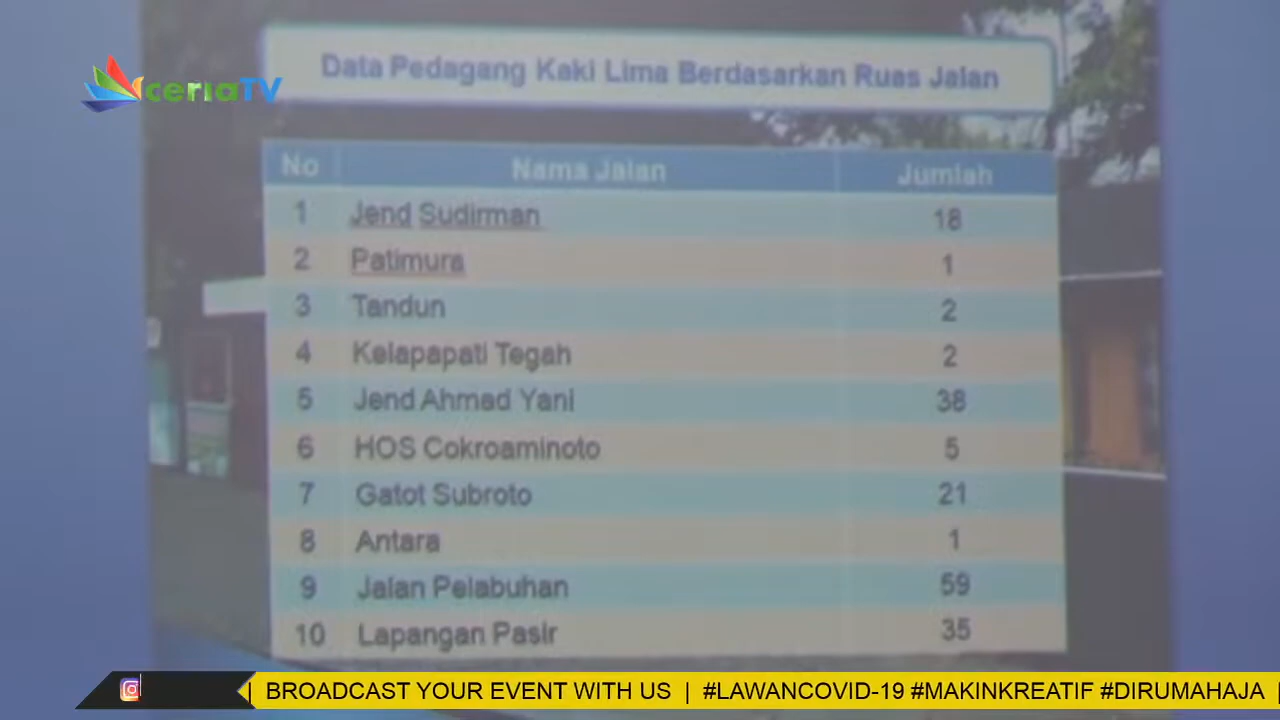 ceriaTV
Data Pedagang Kaki Lima Berdasarkan Ruas Jalan
No Nama Jalan Jumlah
1 Jend Sudirman 18
2 Patimura 1
3 Tandun 2
4 Kelapapati Tegah 2
5 Jend Ahmad Yani 38
6 HOS Cokroaminoto 5
7 Gatot Subroto 21
8 Antara 1
9 Jalan Pelabuhan 59
10 Lapangan Pasir 35
| BROADCAST YOUR EVENT WITH US | #LAWANCOVID-19 #MAKINKREATIF #DIRUMAHAJA